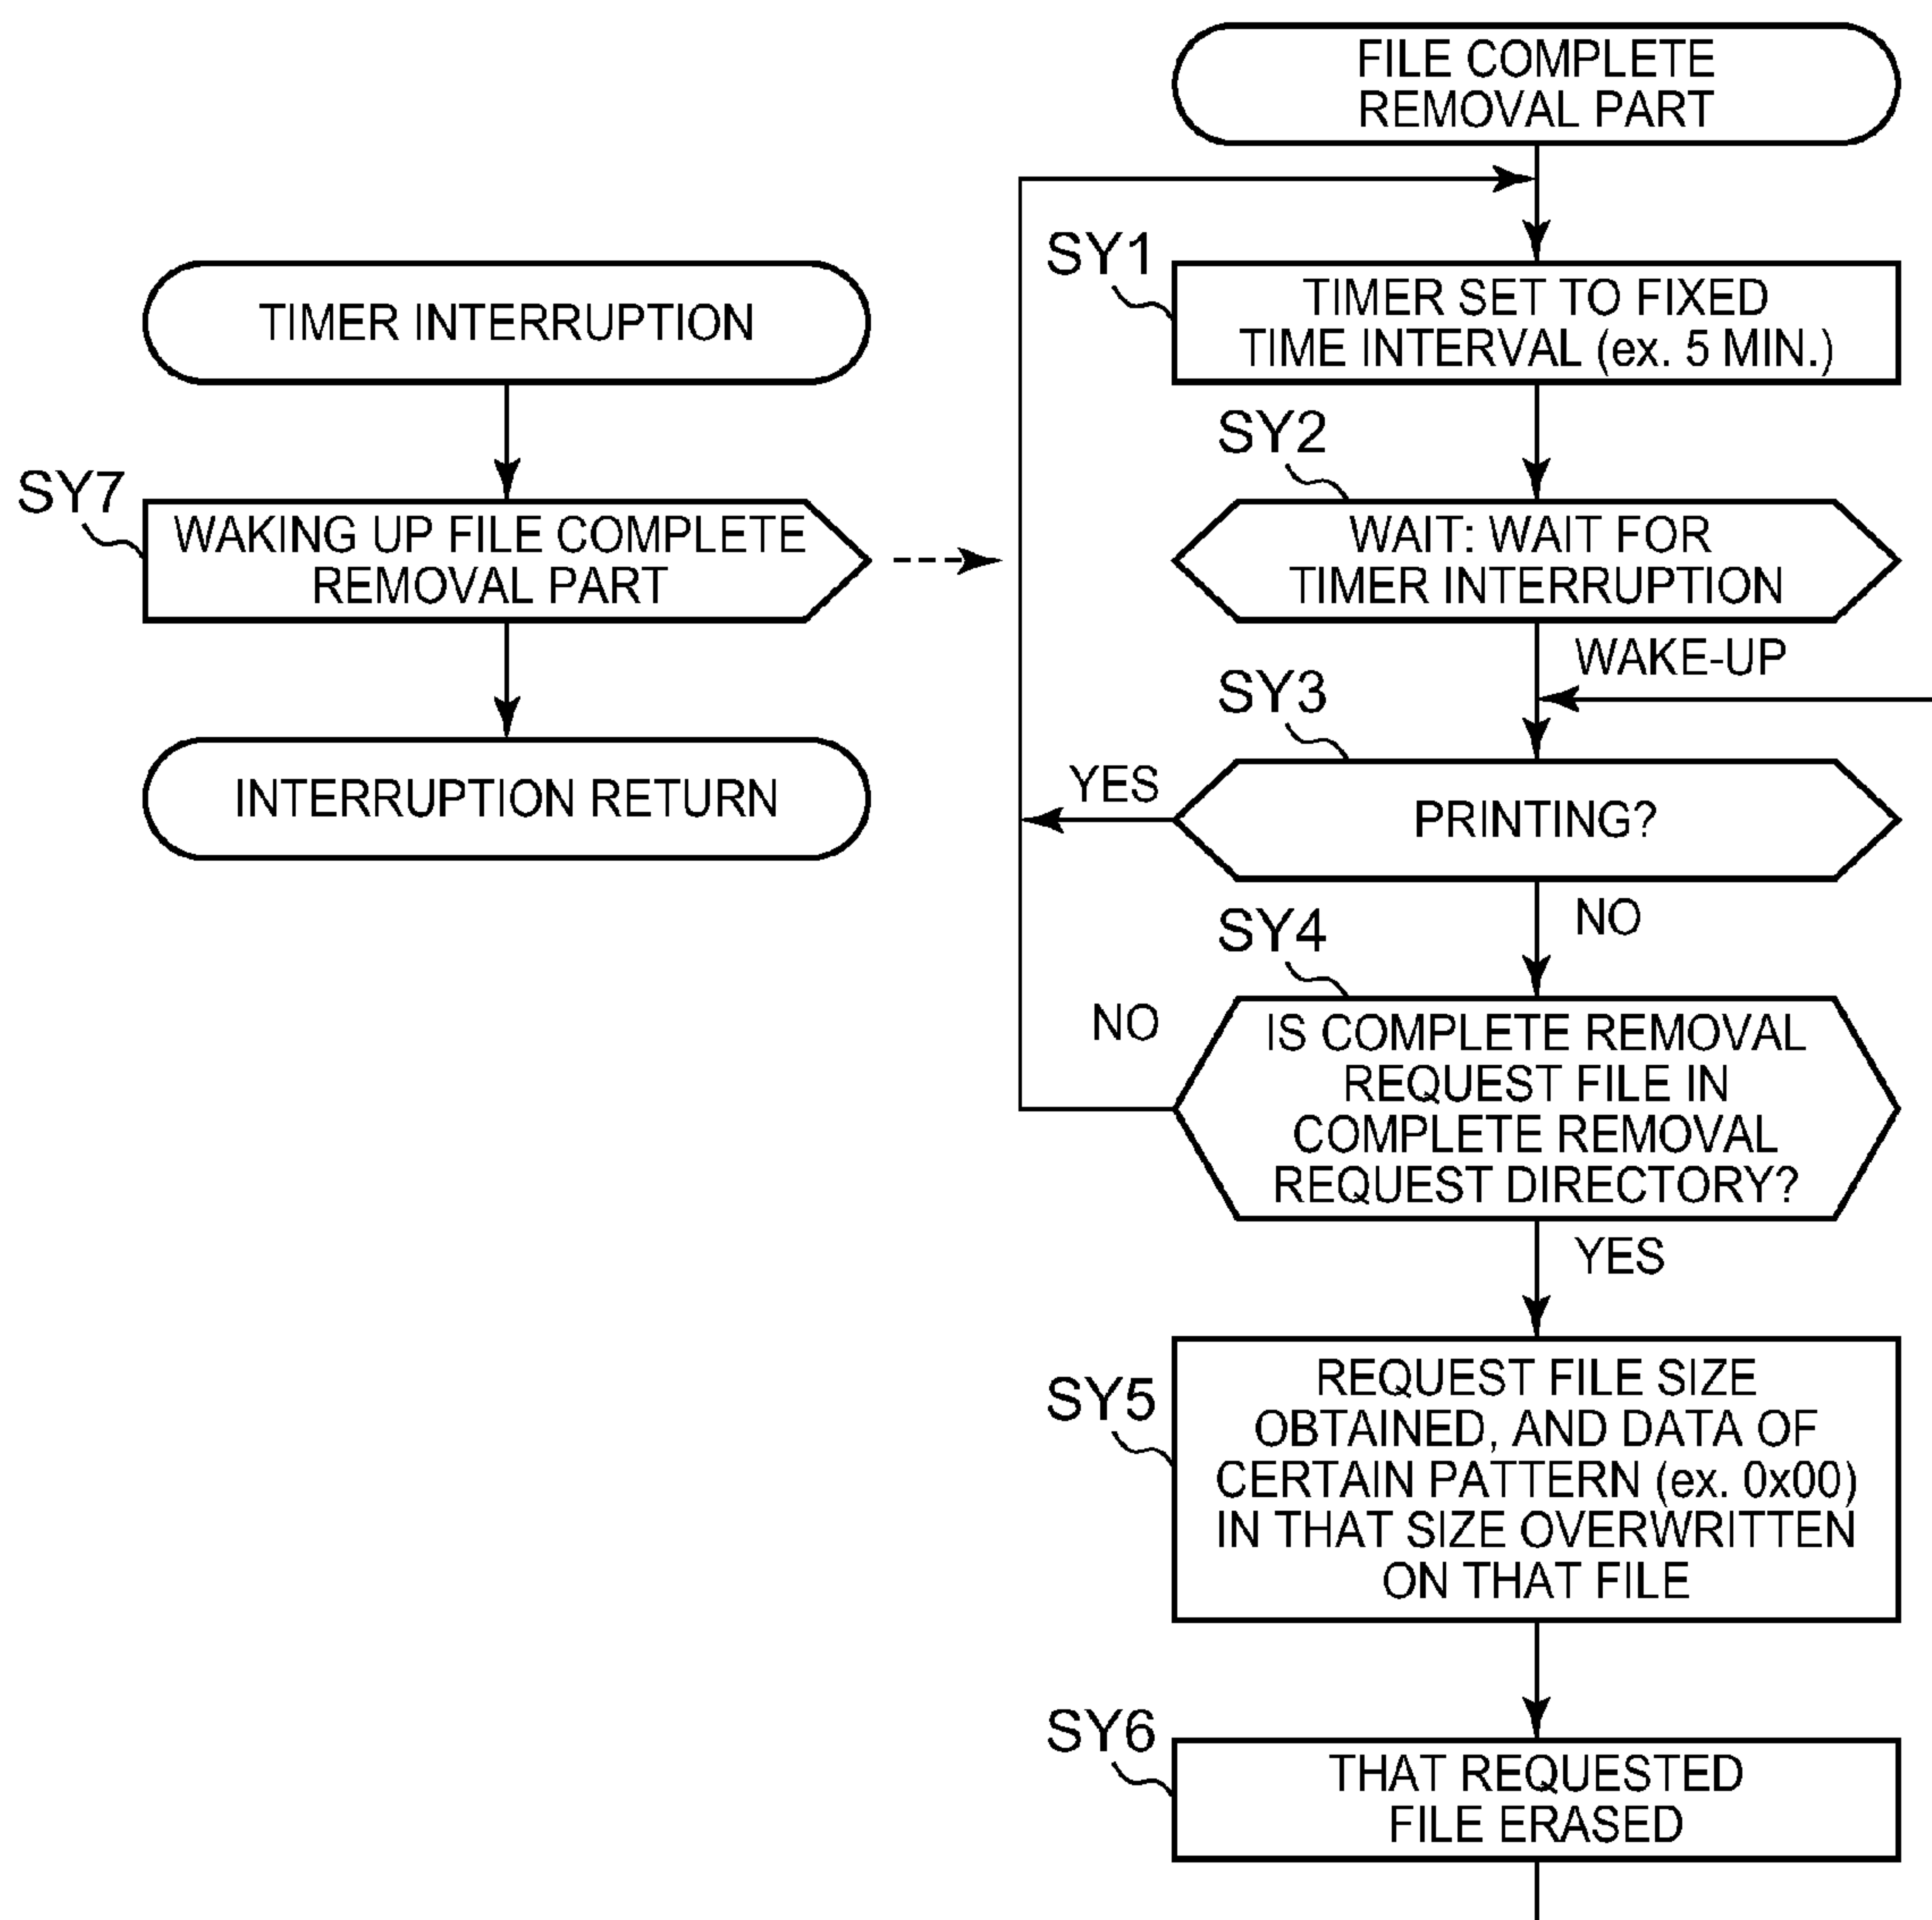 FILE COMPLETE
REMOVAL PART
SY1
TIMER SET TO FIXED
TIME INTERVAL (ex. 5 MIN.)
TIMER INTERRUPTION
SY2
WAIT: WAIT FOR
TIMER INTERRUPTION
SY7
WAKING UP FILE COMPLETE
REMOVAL PART
WAKE-UP
SY3
YES
PRINTING?
INTERRUPTION RETURN
NO
SY4
NO
IS COMPLETE REMOVAL
REQUEST FILE IN
COMPLETE REMOVAL
REQUEST DIRECTORY?
YES
SY5
REQUEST FILE SIZE
OBTAINED, AND DATA OF
CERTAIN PATTERN (ex. 0x00)
IN THAT SIZE OVERWRITTEN
ON THAT FILE
SY6
THAT REQUESTED
FILE ERASED